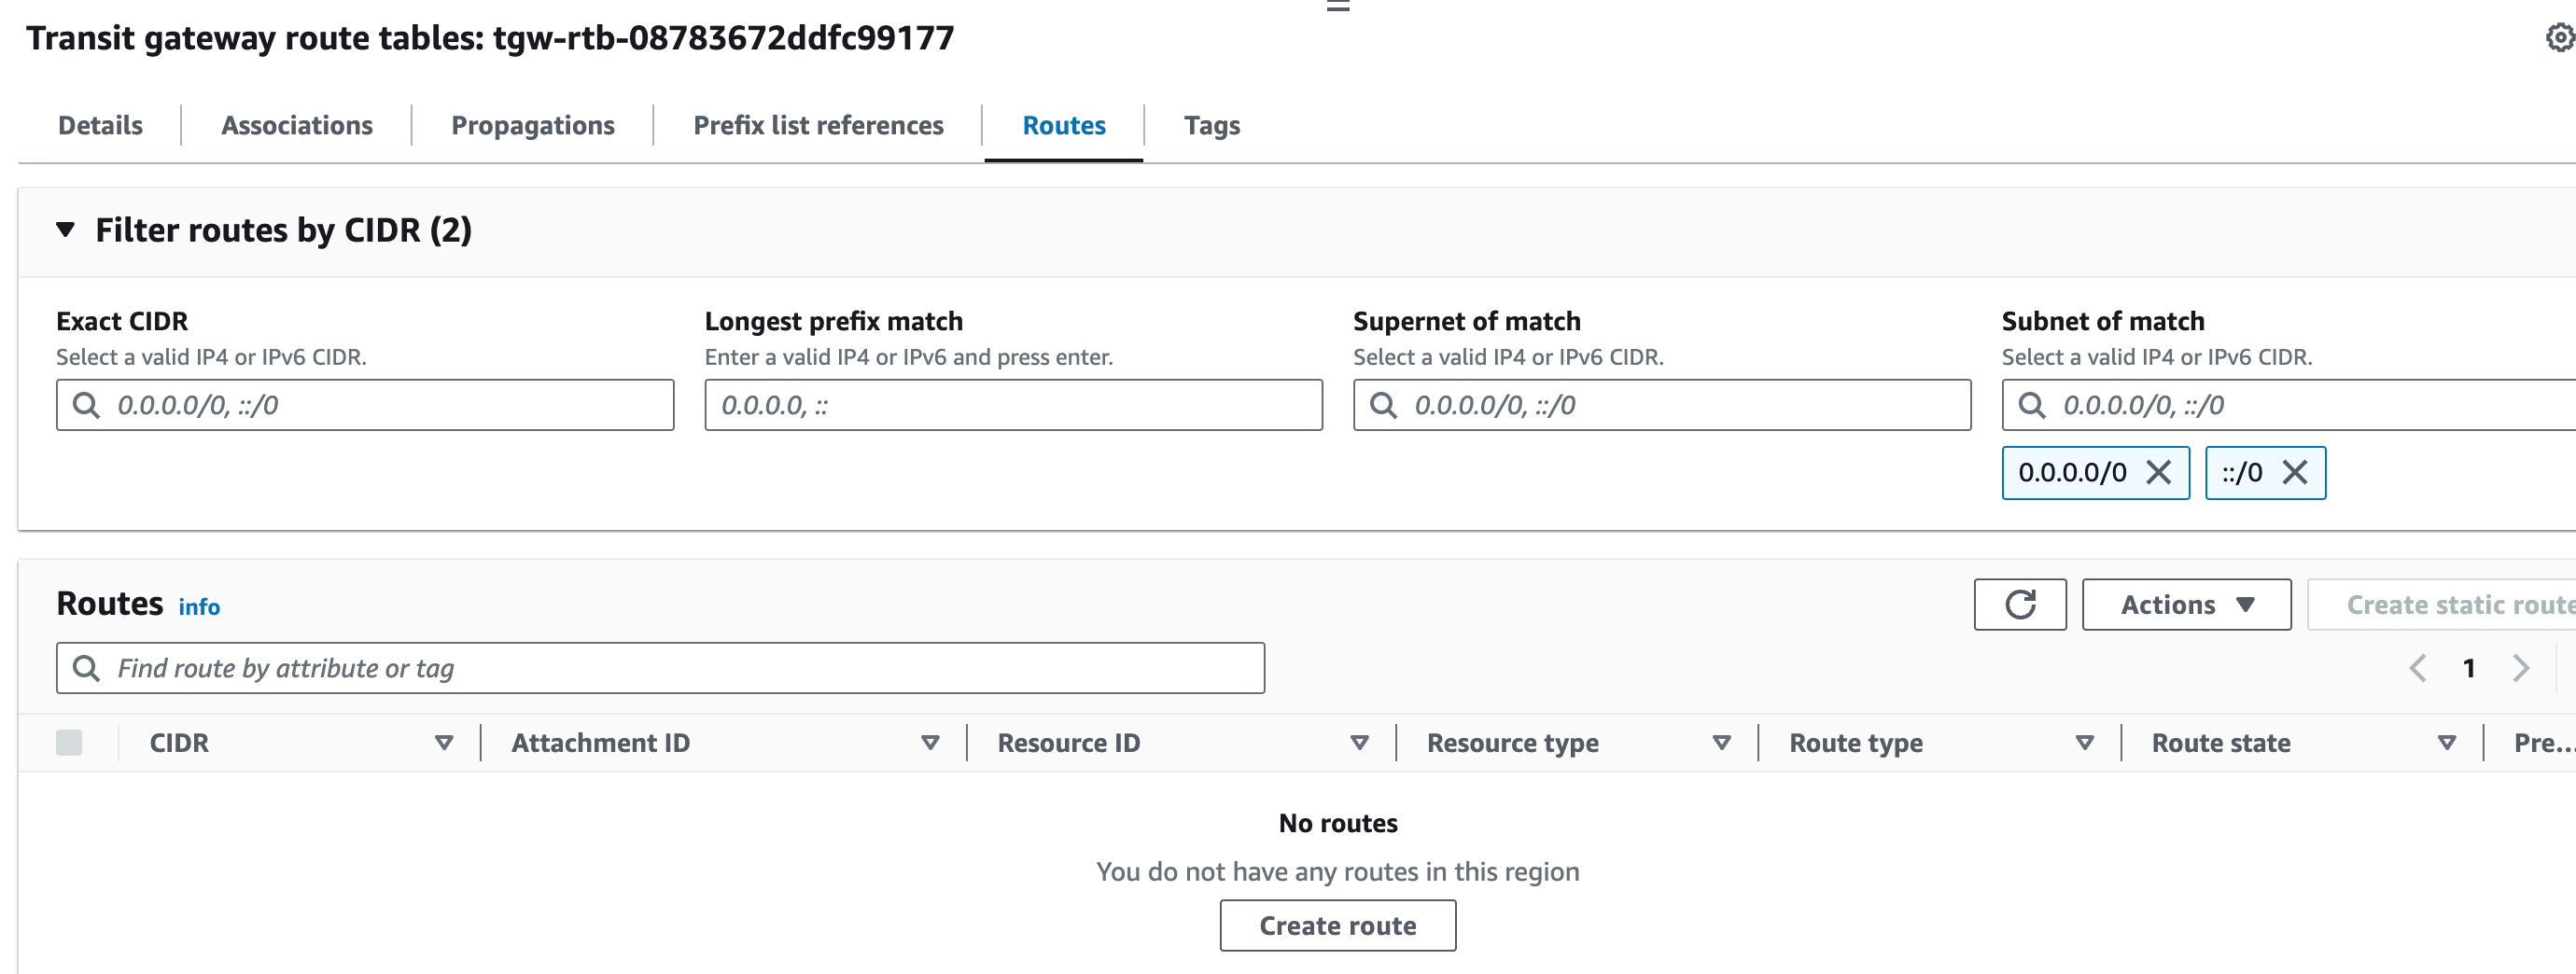 Transit gateway route tables: tgw-rtb-08783672ddfc99177
Details Associations Propagations Prefix list references Routes Tags
Filter routes by CIDR (2)
Exact CIDR Longest prefix match Supernet of match Subnet of match
Select a valid IP4 or IPv6 CIDR. Enter a valid IP4 or IPv6 and press enter. Select a valid IP4 or IPv6 CIDR. Select a valid IP4 or IPv6 CIDR.
0.0.0.0/0, ::/0 0.0.0.0, :: 0.0.0.0/0, ::/0 0.0.0.0/0, ::/0
0.0.0.0/0 ::/0
Routes info Actions Create static route
Find route by attribute or tag 1
CIDR Attachment ID Resource ID Resource type Route type Route state Pre...
No routes
You do not have any routes in this region
Create route